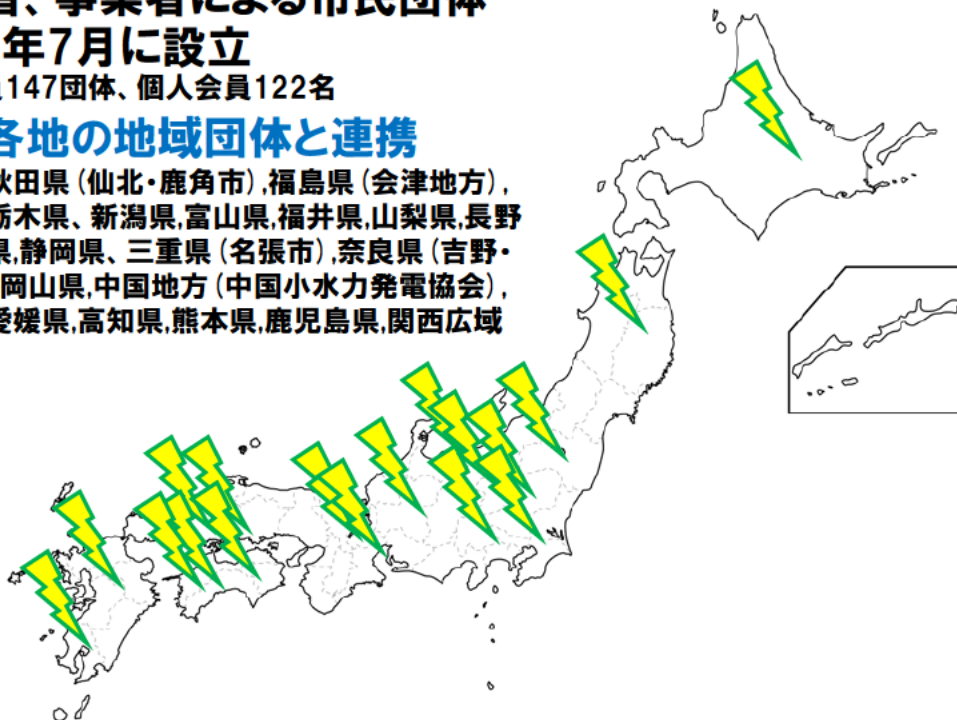 者、事業者による市民団体
年7月に設立
員147団体、個人会員122名
各地の地域団体と連携
秋田県（仙北・鹿角市）,福島県（会津地方）,
栃木県、新潟県,富山県,福井県,山梨県,長野
県,静岡県、三重県（名張市）,奈良県（吉野・
岡山県,中国地方（中国小水力発電協会）,
愛媛県,高知県,熊本県,鹿児島県,関西広域